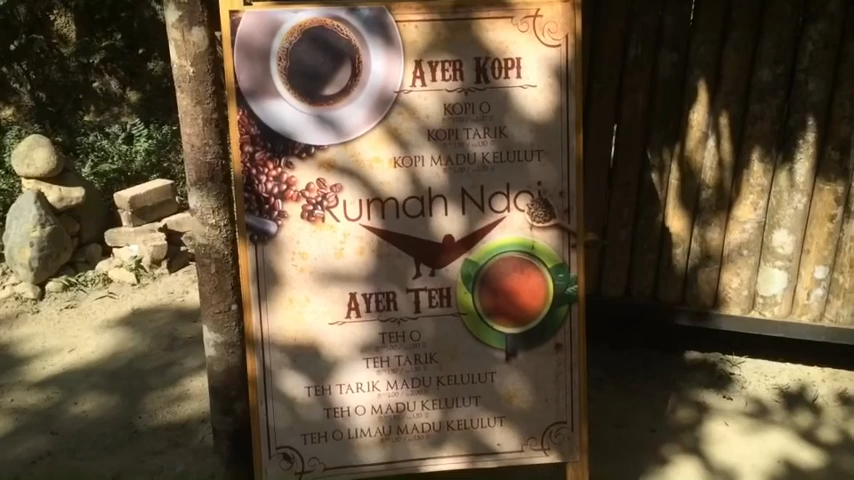 AYER KOPI
KOPI O
KOPI TARIK
KOPI MADU KELULUT
Rumah Ndoi
AYER TEH
TEH O
TEH TARIK
TEH TARIK MADU KELULUT
TEH O MADU KELULUT
TEH O LIMAU MADU KELULUT